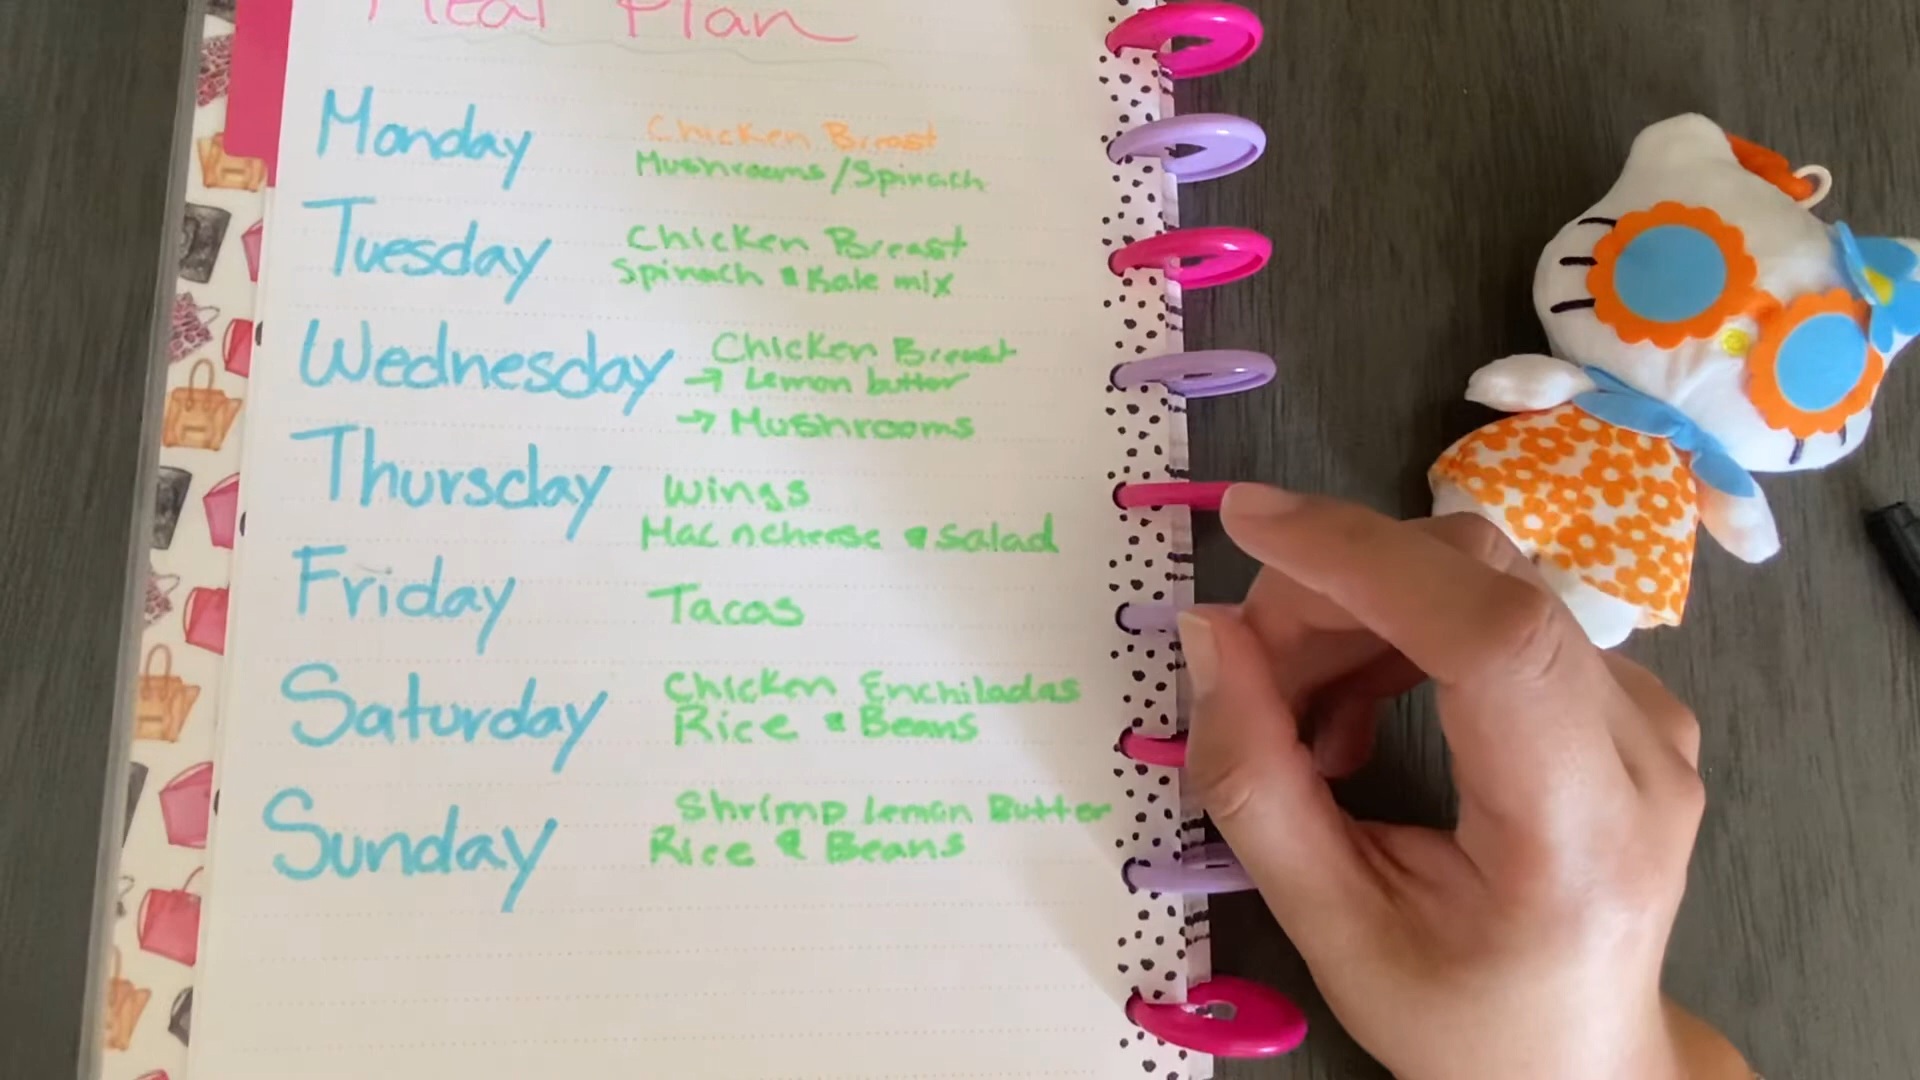 Meal Plan
Monday
Chicken Breast
Mushrooms/Spinach
Tuesday
Chicken Breast
Spinach & Kale mix
Wednesday
Chicken Breast
→ Lemon butter
→ Mushrooms
Thursday
Wings
Mac n cheese & Salad
Friday
Tacos
Saturday
Chicken Enchiladas
Rice & Beans
Sunday
Shrimp Lemon Butter
Rice & Beans